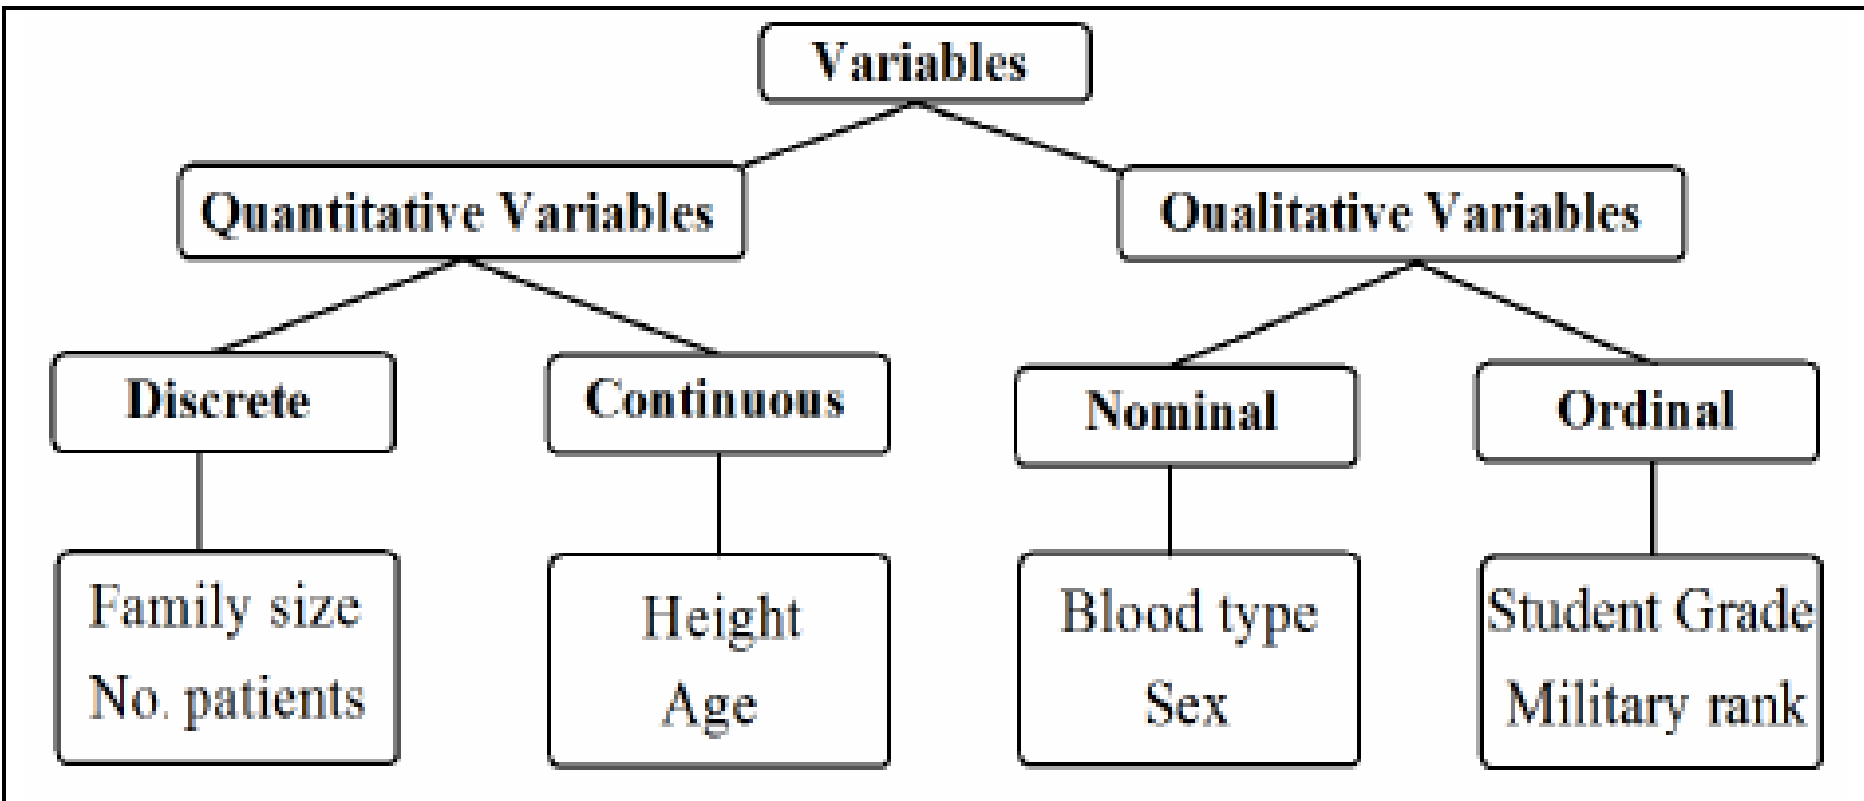 Variables
Quantitative Variables
Oualitative Variables
Discrete
Continuous
Nominal
Ordinal
Family size
No. patients
Height
Age
Blood type
Sex
Student Grade
Military rank